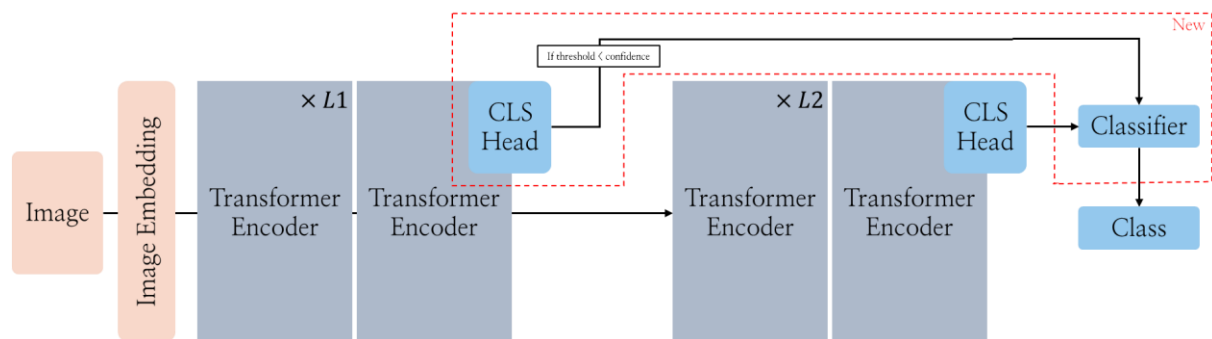 New
If threshold < confidence
× L1
× L2
CLS
Head
CLS
Head
Classifier
Image
Image Embedding
Transformer
Encoder
Transformer
Encoder
Transformer
Encoder
Transformer
Encoder
Class